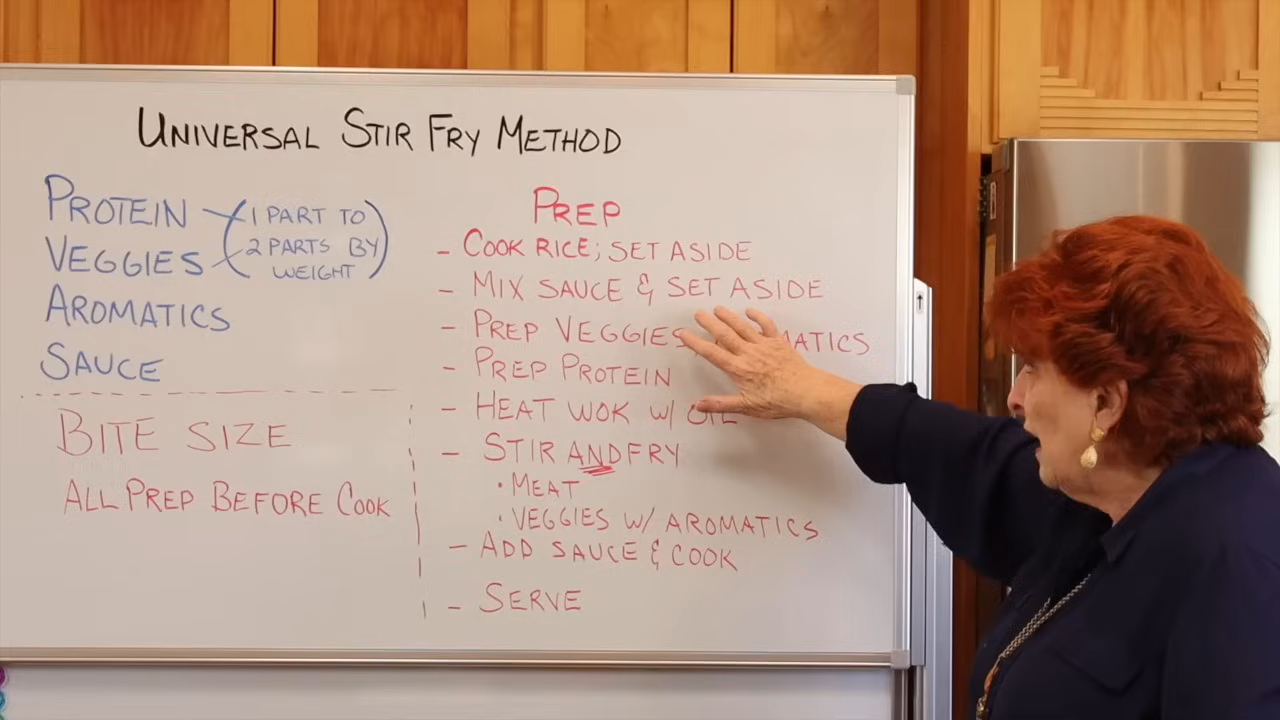 UNIVERSAL STIR FRY METHOD
PROTEIN
VEGGIES
(1 PART TO
2 PARTS BY
WEIGHT)
AROMATICS
SAUCE
BITE SIZE
ALL PREP BEFORE COOK
PREP
- COOK RICE; SET ASIDE
- MIX SAUCE & SET ASIDE
- PREP VEGGIES MATICS
- PREP PROTEIN
- HEAT WOK W/ OIL
- STIR AND FRY
• MEAT
• VEGGIES W/ AROMATICS
- ADD SAUCE & COOK
- SERVE